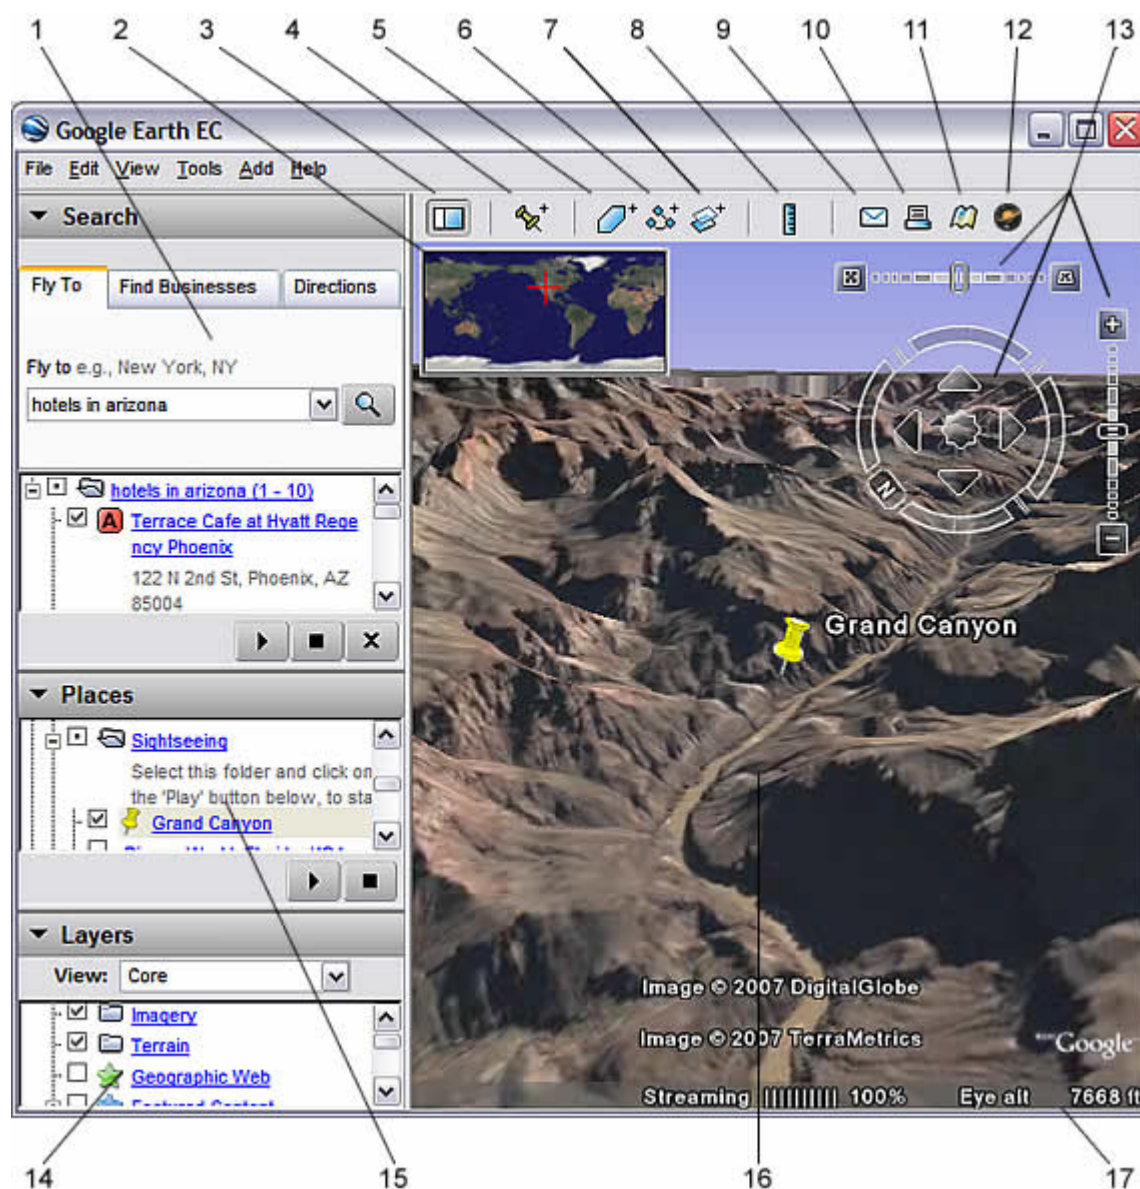 1 2 3 4 5 6 7 8 9 10 11 12 13
Google Earth EC
File Edit View Tools Add Help
Search
Fly To Find Businesses Directions
Fly to e.g., New York, NY
hotels in arizona
hotels in arizona (1 - 10)
A Terrace Cafe at Hyatt Rege
ncy Phoenix
122 N 2nd St, Phoenix, AZ
85004
Places
Sightseeing
Select this folder and click on
the 'Play' button below, to sta
Grand Canyon
Layers
View: Core
Imagery
Terrain
Geographic Web
Featured Content
N
Grand Canyon
Image © 2007 DigitalGlobe
Image © 2007 TerraMetrics
Google
Streaming 100% Eye alt 7668 ft
14 15 16 17